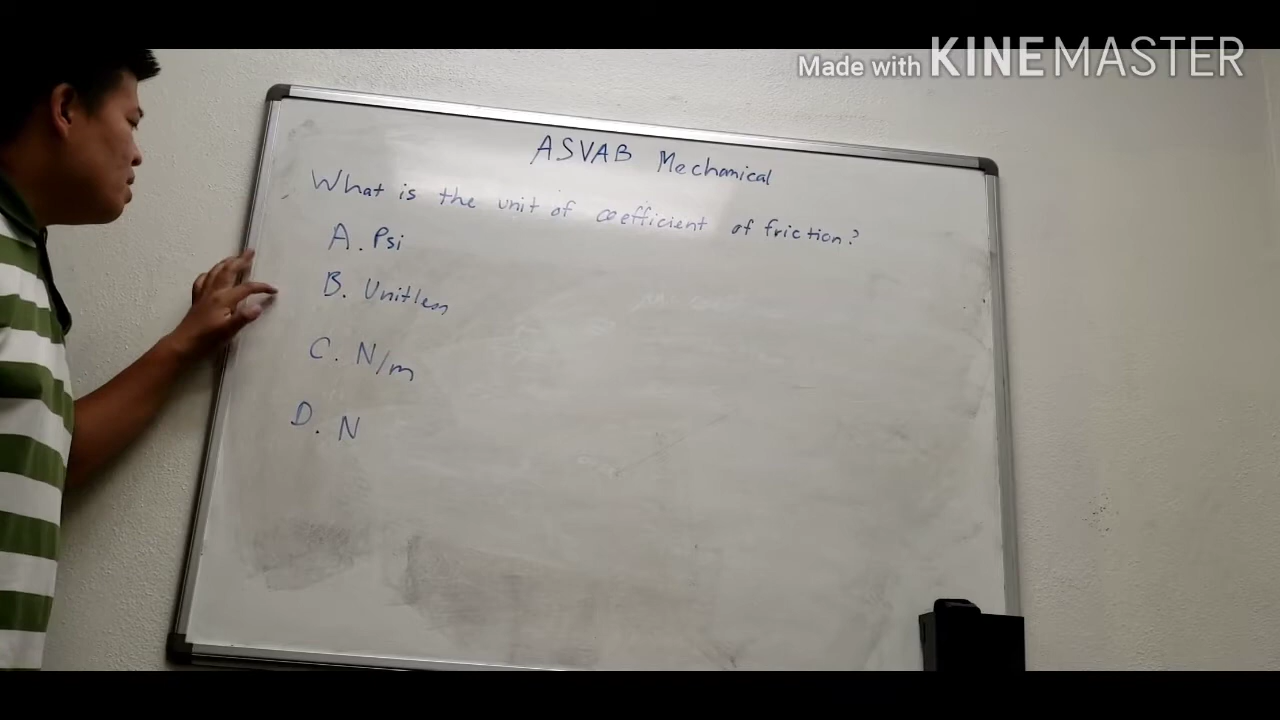 Made with KINEMASTER
ASVAB Mechanical
What is the unit of coefficient of friction?
A. Psi
B. Unitless
C. N/m
D. N